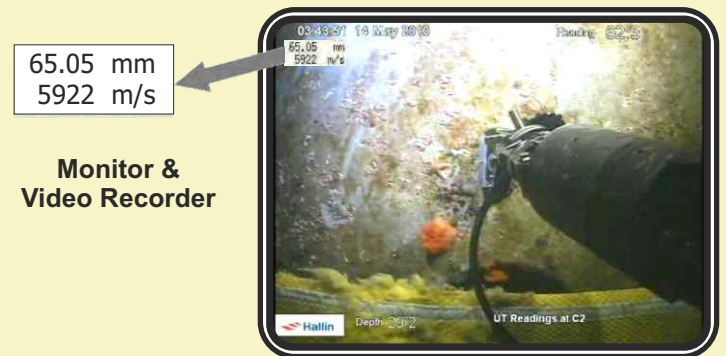 65.05 mm
5922 m/s
Monitor &
Video Recorder
14 May 2010
65.05 mm
5922 m/s
Heading
Hallin
Depth
UT Readings at C2